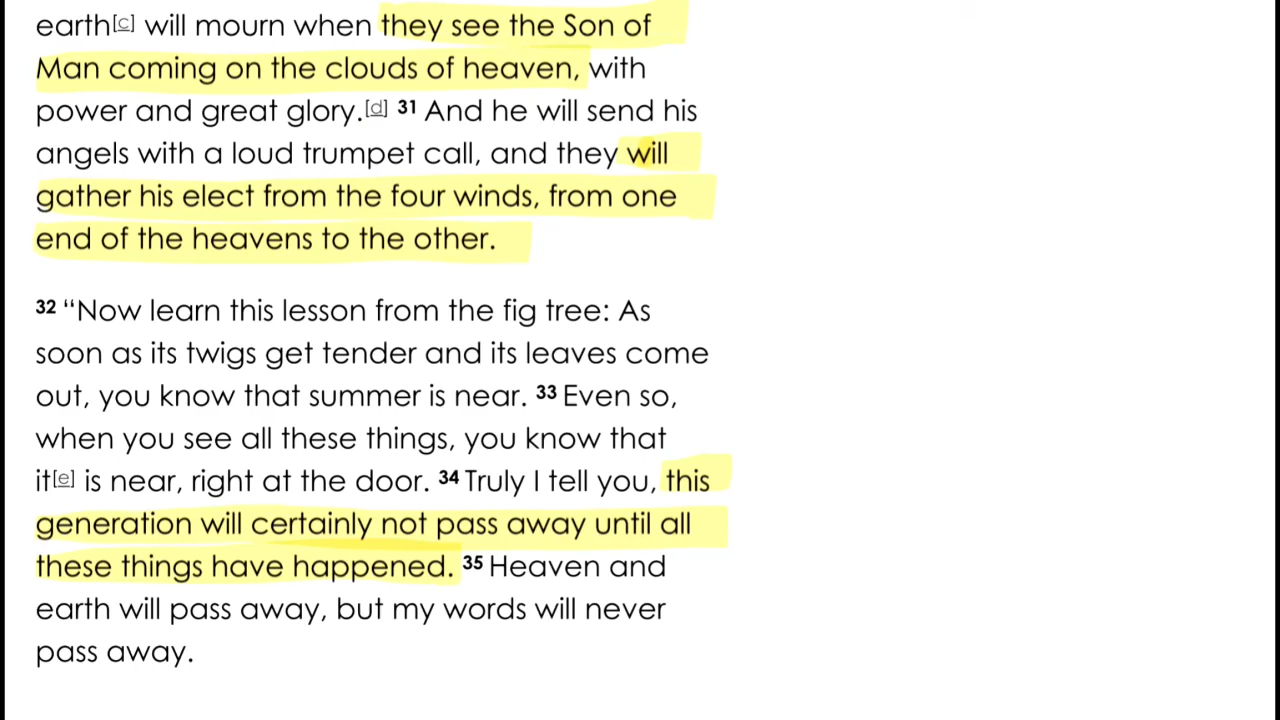 earth[c] will mourn when they see the Son of
Man coming on the clouds of heaven, with
power and great glory.[d] 31 And he will send his
angels with a loud trumpet call, and they will
gather his elect from the four winds, from one
end of the heavens to the other.
32 “Now learn this lesson from the fig tree: As
soon as its twigs get tender and its leaves come
out, you know that summer is near. 33 Even so,
when you see all these things, you know that
it[e] is near, right at the door. 34 Truly I tell you, this
generation will certainly not pass away until all
these things have happened. 35 Heaven and
earth will pass away, but my words will never
pass away.